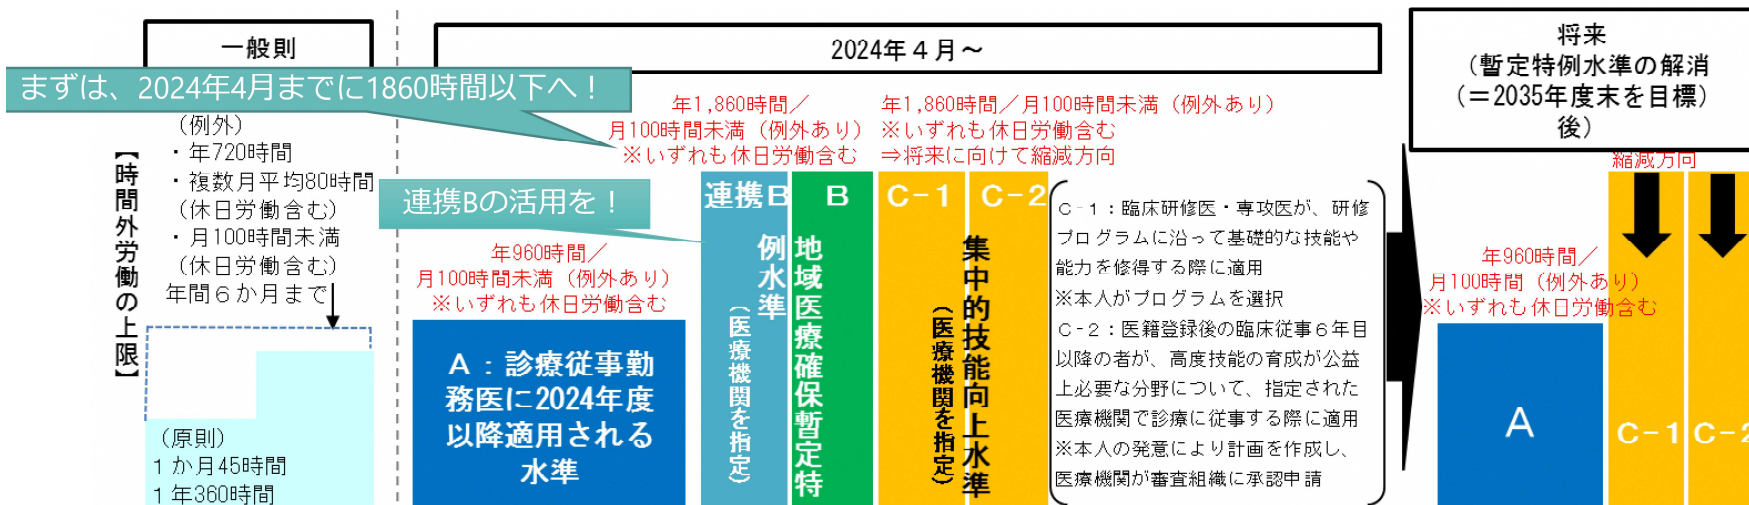 一般則
まずは、2024年4月までに1860時間以下へ！
（例外）
・年720時間
・複数月平均80時間
（休日労働含む）
・月100時間未満
（休日労働含む）
年間６か月まで
【時間外労働の上限】
（原則）
１か月45時間
１年360時間
2024年４月～
年1,860時間／
月100時間未満（例外あり）
※いずれも休日労働含む
年1,860時間／月100時間未満（例外あり）
※いずれも休日労働含む
⇒将来に向けて縮減方向
連携Bの活用を！
年960時間／
月100時間未満（例外あり）
※いずれも休日労働含む
A：診療従事勤
務医に2024年度
以降適用される
水準
連携B
B
地域医療確保暫定特
例水準
（医療機関を指定）
C-1
C-2
集中的技能向上水準
（医療機関を指定）
C-1：臨床研修医・専攻医が、研修
プログラムに沿って基礎的な技能や
能力を修得する際に適用
※本人がプログラムを選択
C-2：医籍登録後の臨床従事６年目
以降の者が、高度技能の育成が公益
上必要な分野について、指定された
医療機関で診療に従事する際に適用
※本人の発意により計画を作成し、
医療機関が審査組織に承認申請
将来
（暫定特例水準の解消
（＝2035年度末を目標）
後）
縮減方向
年960時間／
月100時間（例外あり）
※いずれも休日労働含む
A
C-1
C-2